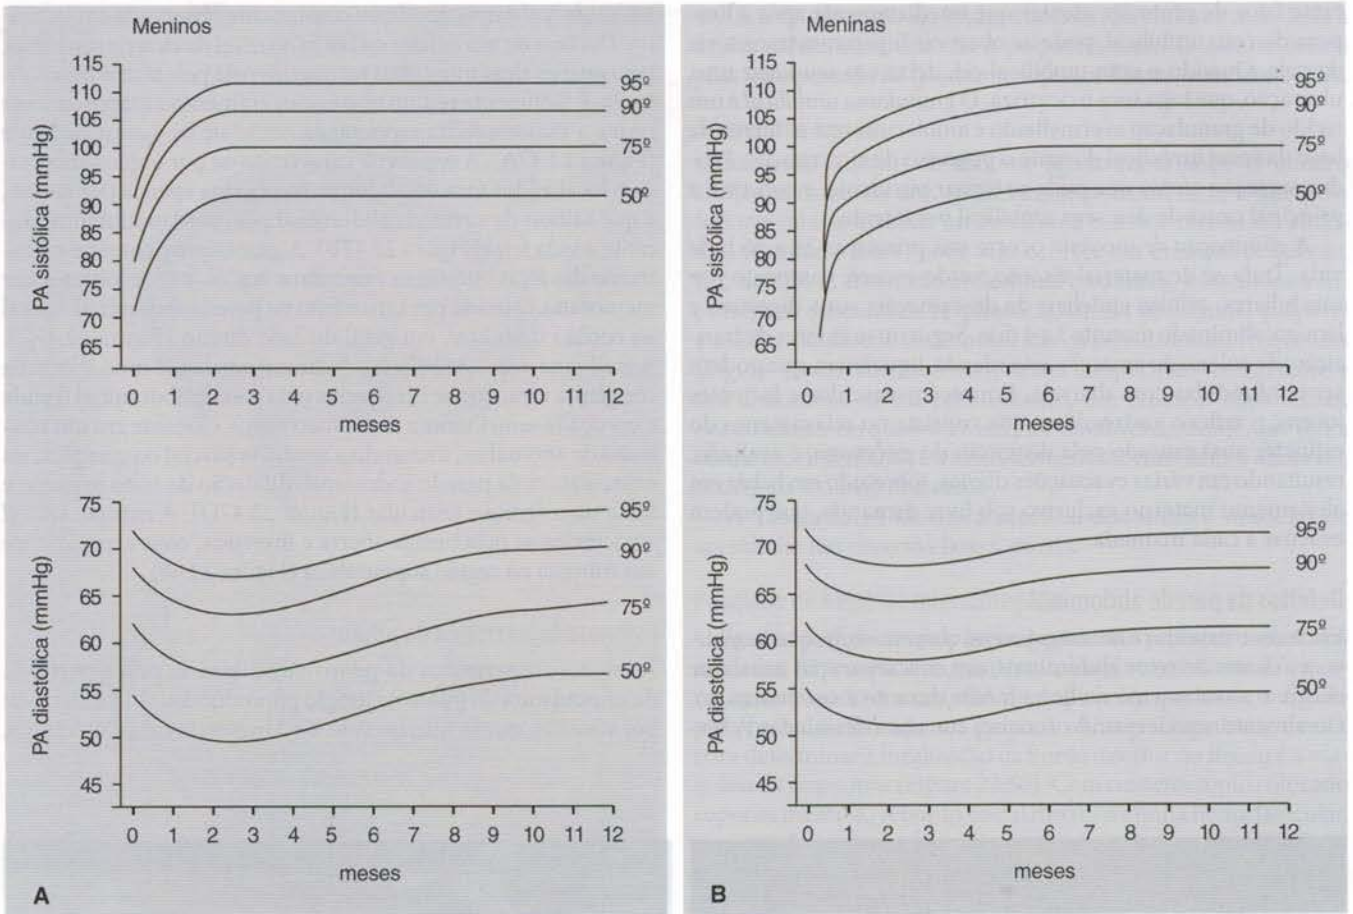 Meninos
PA sistólica (mmHg)
115
110
105
100
95
90
85
80
75
70
65
95º
90º
75º
50º
0 1 2 3 4 5 6 7 8 9 10 11 12
meses
PA diastólica (mmHg)
75
70
65
60
55
50
45
95º
90º
75º
50º
0 1 2 3 4 5 6 7 8 9 10 11 12
meses
A
Meninas
PA sistólica (mmHg)
115
110
105
100
95
90
85
80
75
70
65
95º
90º
75º
50º
0 1 2 3 4 5 6 7 8 9 10 11 12
meses
PA diastólica (mmHg)
75
70
65
60
55
50
45
95º
90º
75º
50º
0 1 2 3 4 5 6 7 8 9 10 11 12
meses
B